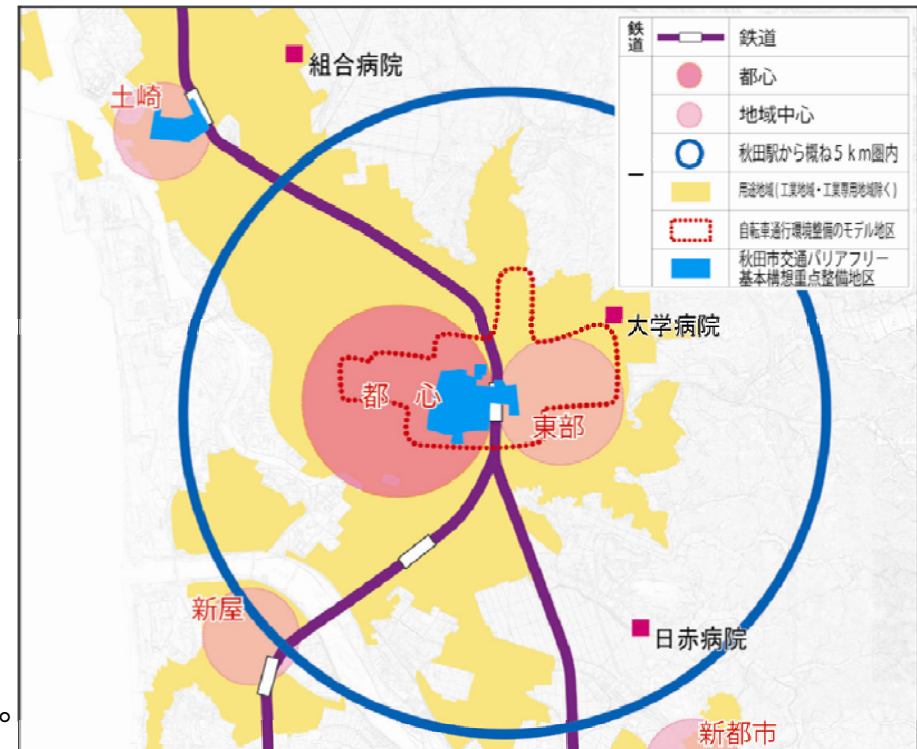 組合病院
土崎
鉄道
鉄道
都心
地域中心
秋田駅から概ね5km圏内
用途地域(工業地域・工業専用地域除く)
自転車通行環境整備のモデル地区
秋田市交通バリアフリー
基本構想重点整備地区
大学病院
都心
東部
新屋
日赤病院
新都市
。